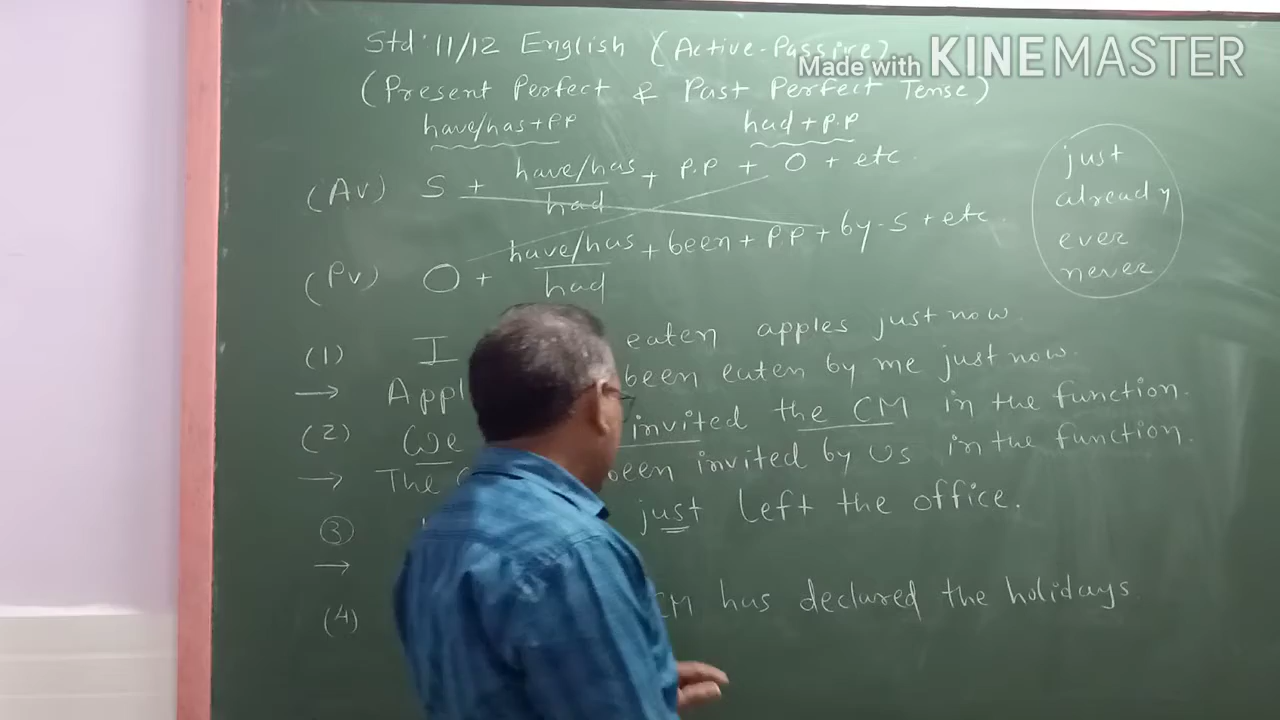 Std: 11/12 English (Active-Passive)
Made with KINEMASTER
(Present Perfect & Past Perfect Tense)
have/has+P.P had + P.P
(AV) S + have/has + P.P + O + etc.
had
(PV) O + have/has + been + P.P + by.S + etc.
had
just
already
ever
never
(1) I eaten apples just now.
→ Appl been eaten by me just now.
(2) We invited the CM in the function.
→ The been invited by us in the function.
③ just left the office.
→
(4) CM has declared the holidays